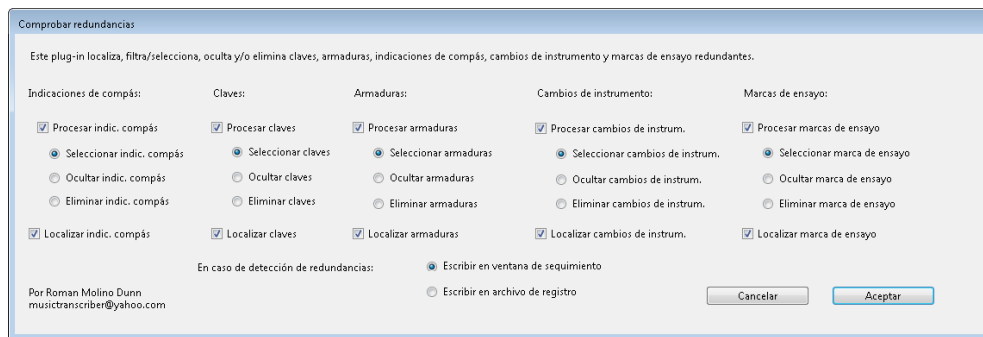 Comprobar redundancias
Este plug-in localiza, filtra/selecciona, oculta y/o elimina claves, armaduras, indicaciones de compás, cambios de instrumento y marcas de ensayo redundantes.
Indicaciones de compás: Claves: Armaduras: Cambios de instrumento: Marcas de ensayo:
Procesar indic. compás Procesar claves Procesar armaduras Procesar cambios de instrum. Procesar marcas de ensayo
Seleccionar indic. compás Seleccionar claves Seleccionar armaduras Seleccionar cambios de instrum. Seleccionar marca de ensayo
Ocultar indic. compás Ocultar claves Ocultar armaduras Ocultar cambios de instrum. Ocultar marca de ensayo
Eliminar indic. compás Eliminar claves Eliminar armaduras Eliminar cambios de instrum. Eliminar marca de ensayo
Localizar indic. compás Localizar claves Localizar armaduras Localizar cambios de instrum. Localizar marca de ensayo
En caso de detección de redundancias: Escribir en ventana de sequimiento
Escribir en archivo de registro
Por Roman Molino Dunn
musictranscriber@yahoo.com
Cancelar Aceptar